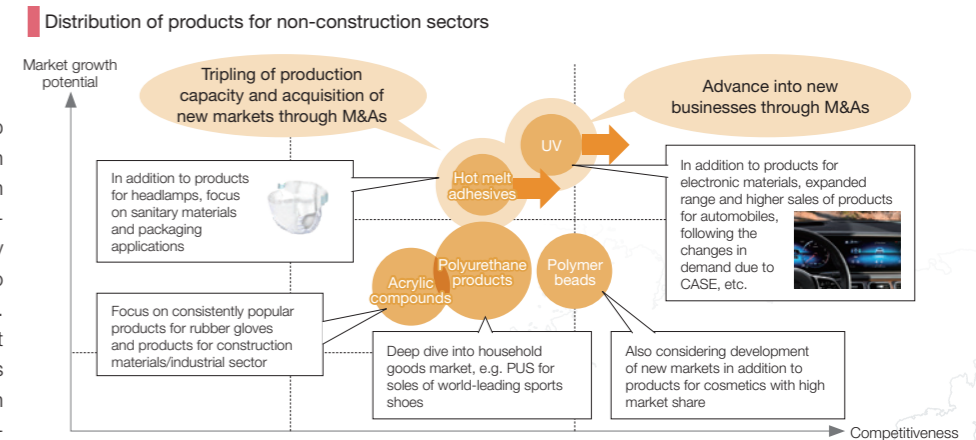 Distribution of products for non-construction sectors
Market growth
potential
Tripling of production
capacity and acquisition of
new markets through M&As
Advance into new
businesses through M&As
UV
Hot melt
adhesives
In addition to products
for headlamps, focus
on sanitary materials
and packaging
applications
In addition to products for
electronic materials, expanded
range and higher sales of products
for automobiles,
following the
changes in
demand due to
CASE, etc.
Acrylic
compounds
Polyurethane
products
Polymer
beads
Focus on consistently popular
products for rubber gloves
and products for construction
materials/industrial sector
Deep dive into household
goods market, e.g. PUS for
soles of world-leading sports
shoes
Also considering development
of new markets in addition to
products for cosmetics with high
market share
Competitiveness